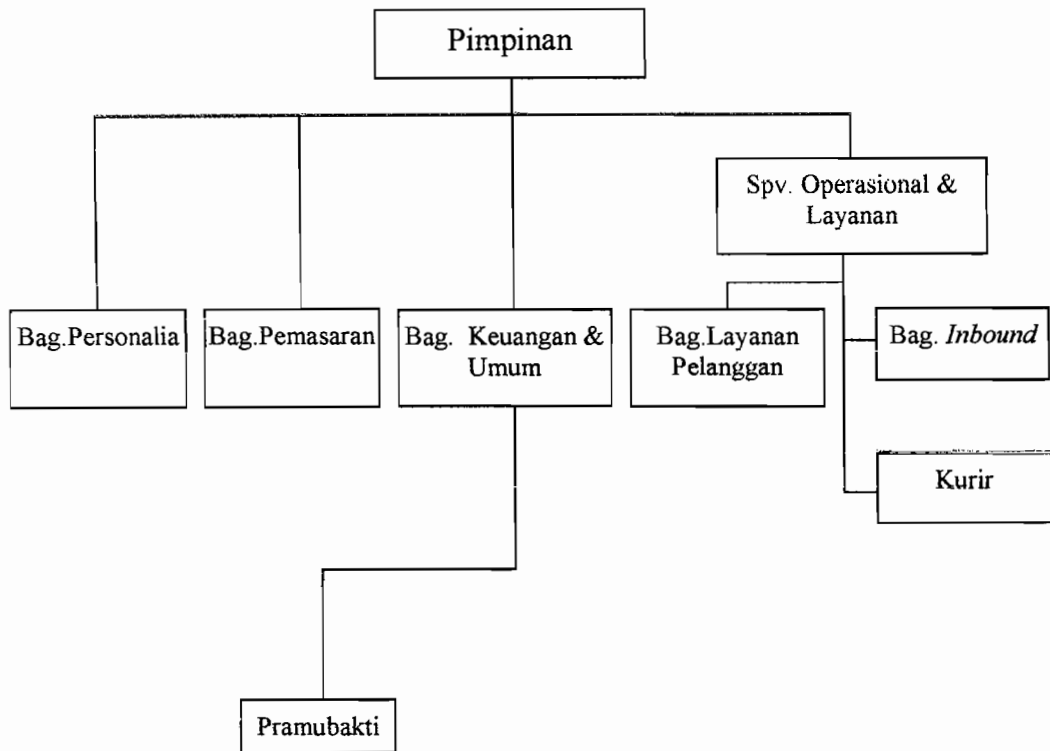 Pimpinan
Spv. Operasional &
Layanan
Bag.Personalia
Bag.Pemasaran
Bag. Keuangan &
Umum
Bag.Layanan
Pelanggan
Bag. Inbound
Kurir
Pramubakti